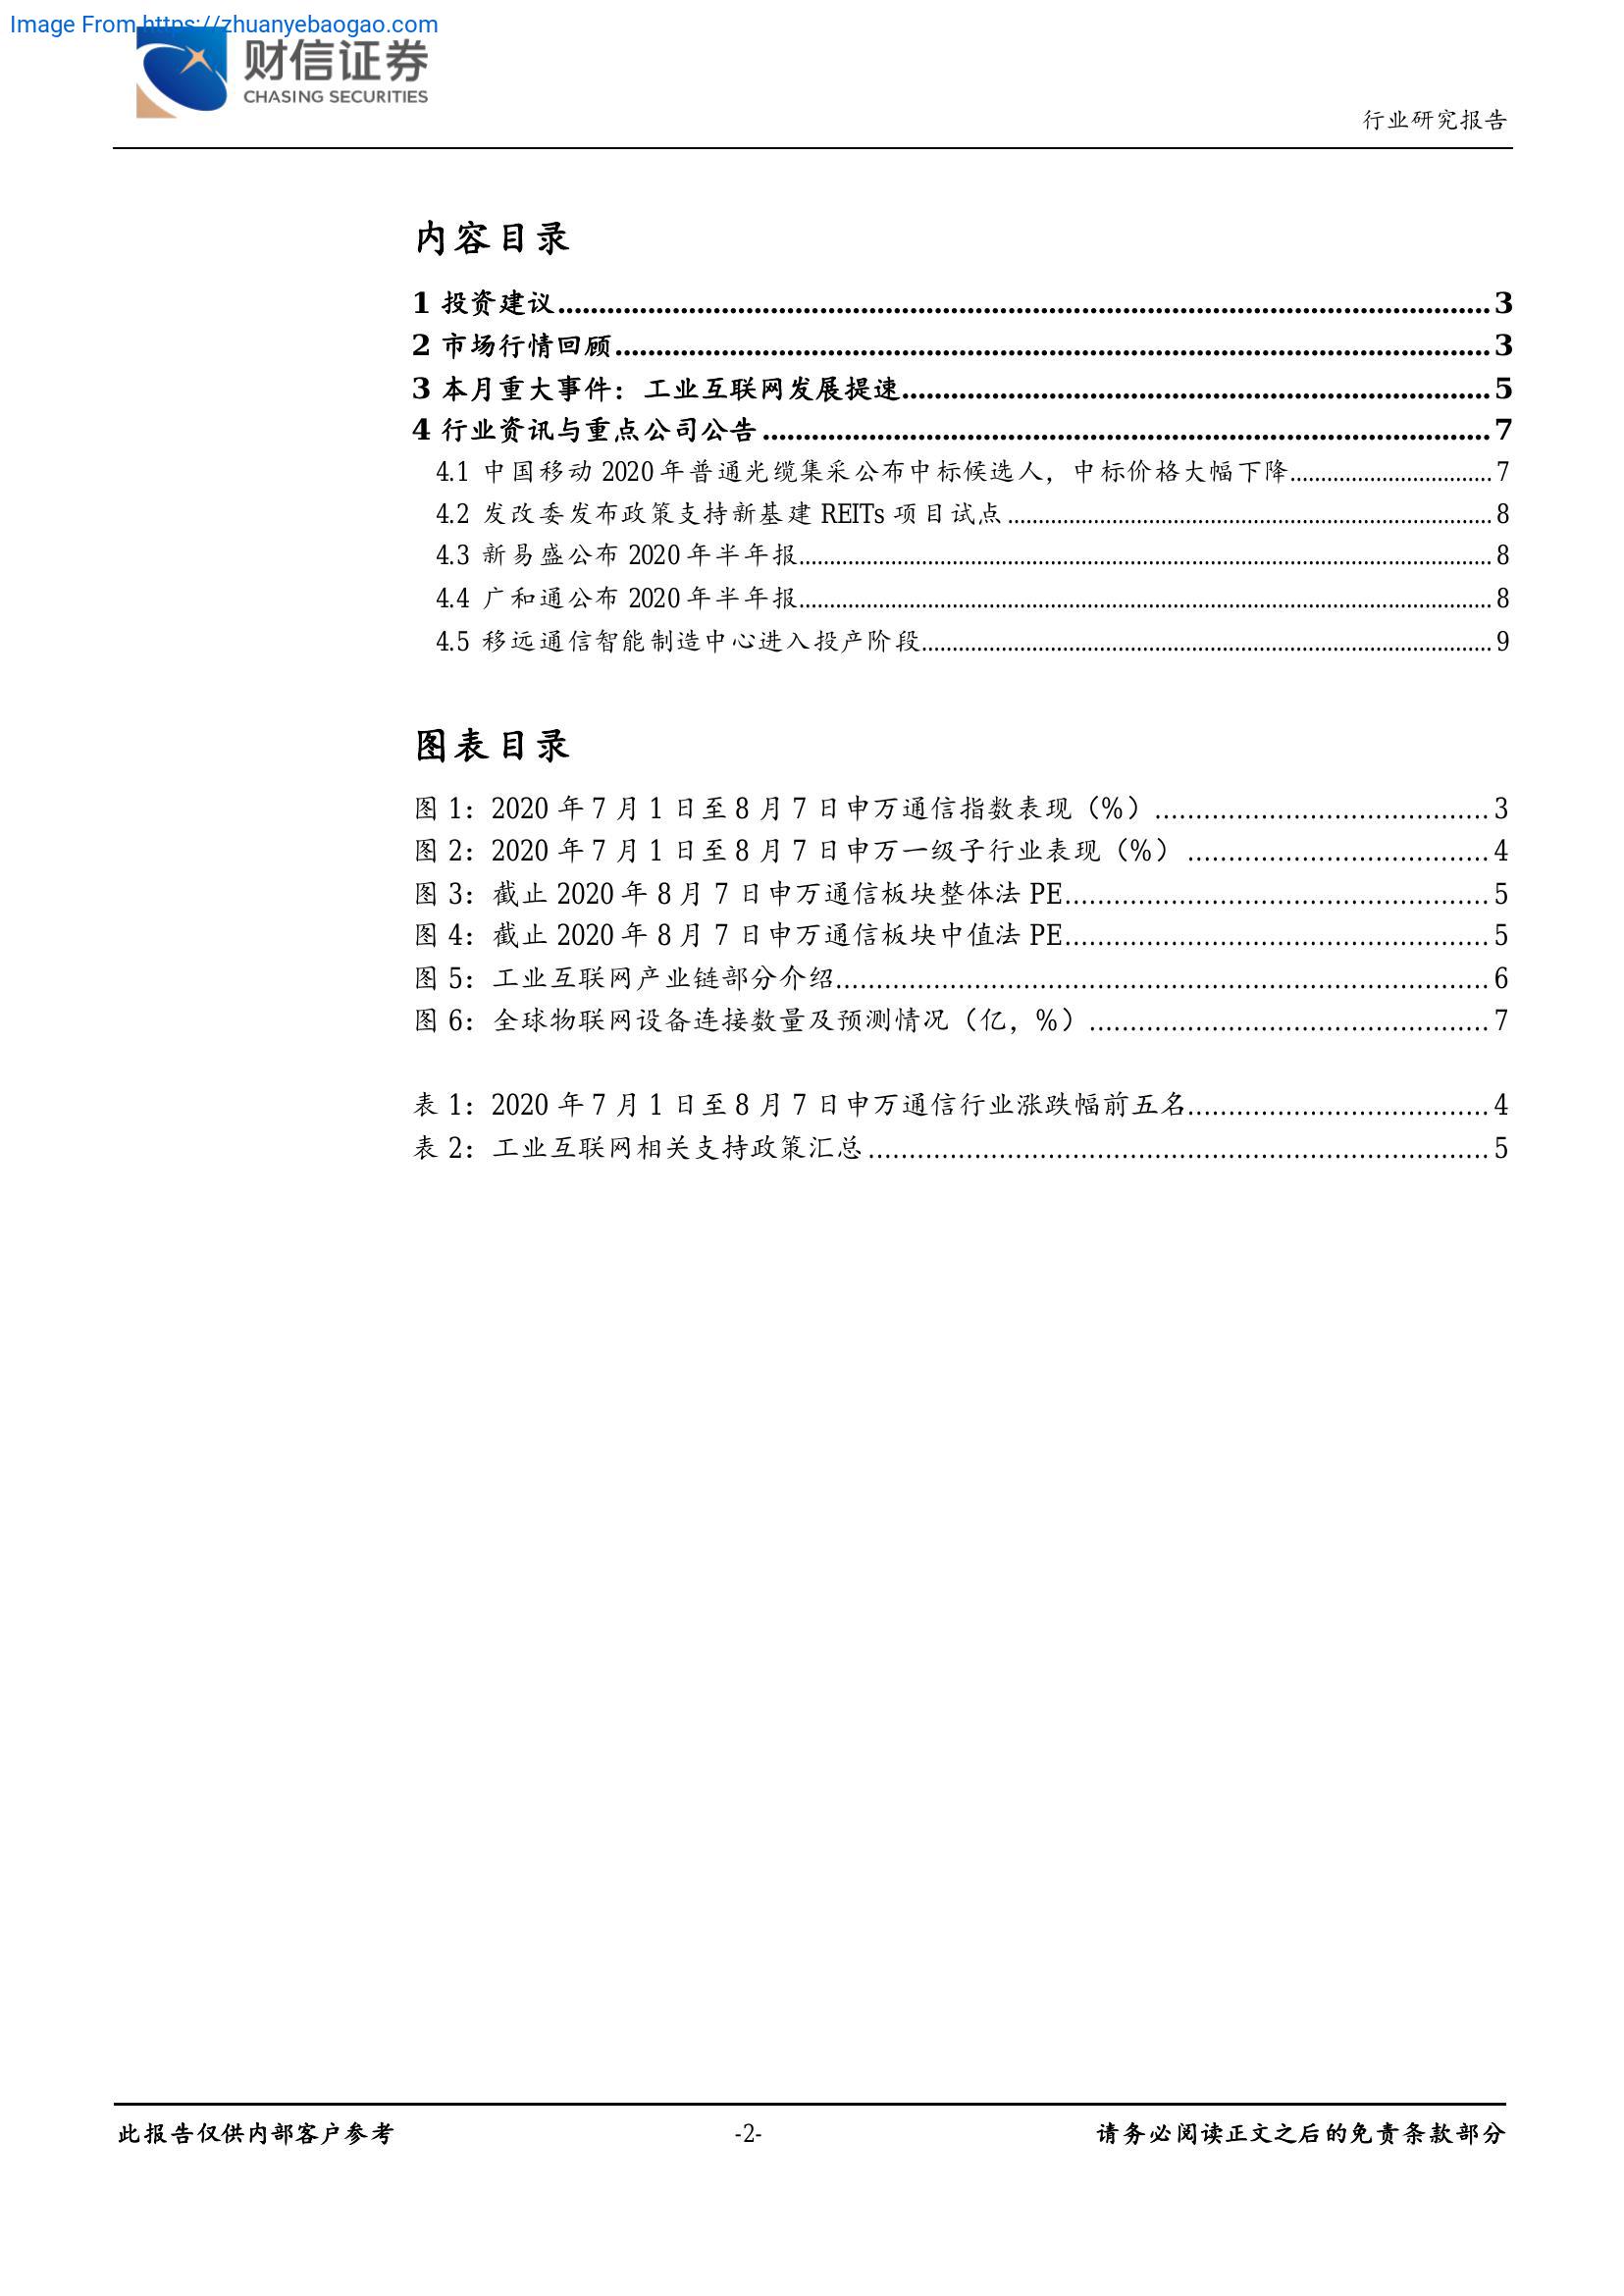 Image From https://zhuanyebaogao.com
财信证券
CHASING SECURITIES
行业研究报告
内容目录
1 投资建议...3
2 市场行情回顾...3
3 本月重大事件：工业互联网发展提速...5
4 行业资讯与重点公司公告...7
4.1 中国移动 2020 年普通光缆集采公布中标候选人，中标价格大幅下降...7
4.2 发改委发布政策支持新基建 REITs 项目试点...8
4.3 新易盛公布 2020 年半年报...8
4.4 广和通公布 2020 年半年报...8
4.5 移远通信智能制造中心进入投产阶段...9
图表目录
图 1：2020 年 7 月 1 日至 8 月 7 日申万通信指数表现（%）...3
图 2：2020 年 7 月 1 日至 8 月 7 日申万一级子行业表现（%）...4
图 3：截止 2020 年 8 月 7 日申万通信板块整体法 PE...5
图 4：截止 2020 年 8 月 7 日申万通信板块中值法 PE...5
图 5：工业互联网产业链部分介绍...6
图 6：全球物联网设备连接数量及预测情况（亿，%）...7
表 1：2020 年 7 月 1 日至 8 月 7 日申万通信行业涨跌幅前五名...4
表 2：工业互联网相关支持政策汇总...5
此报告仅供内部客户参考
-2-
请务必阅读正文之后的免责条款部分